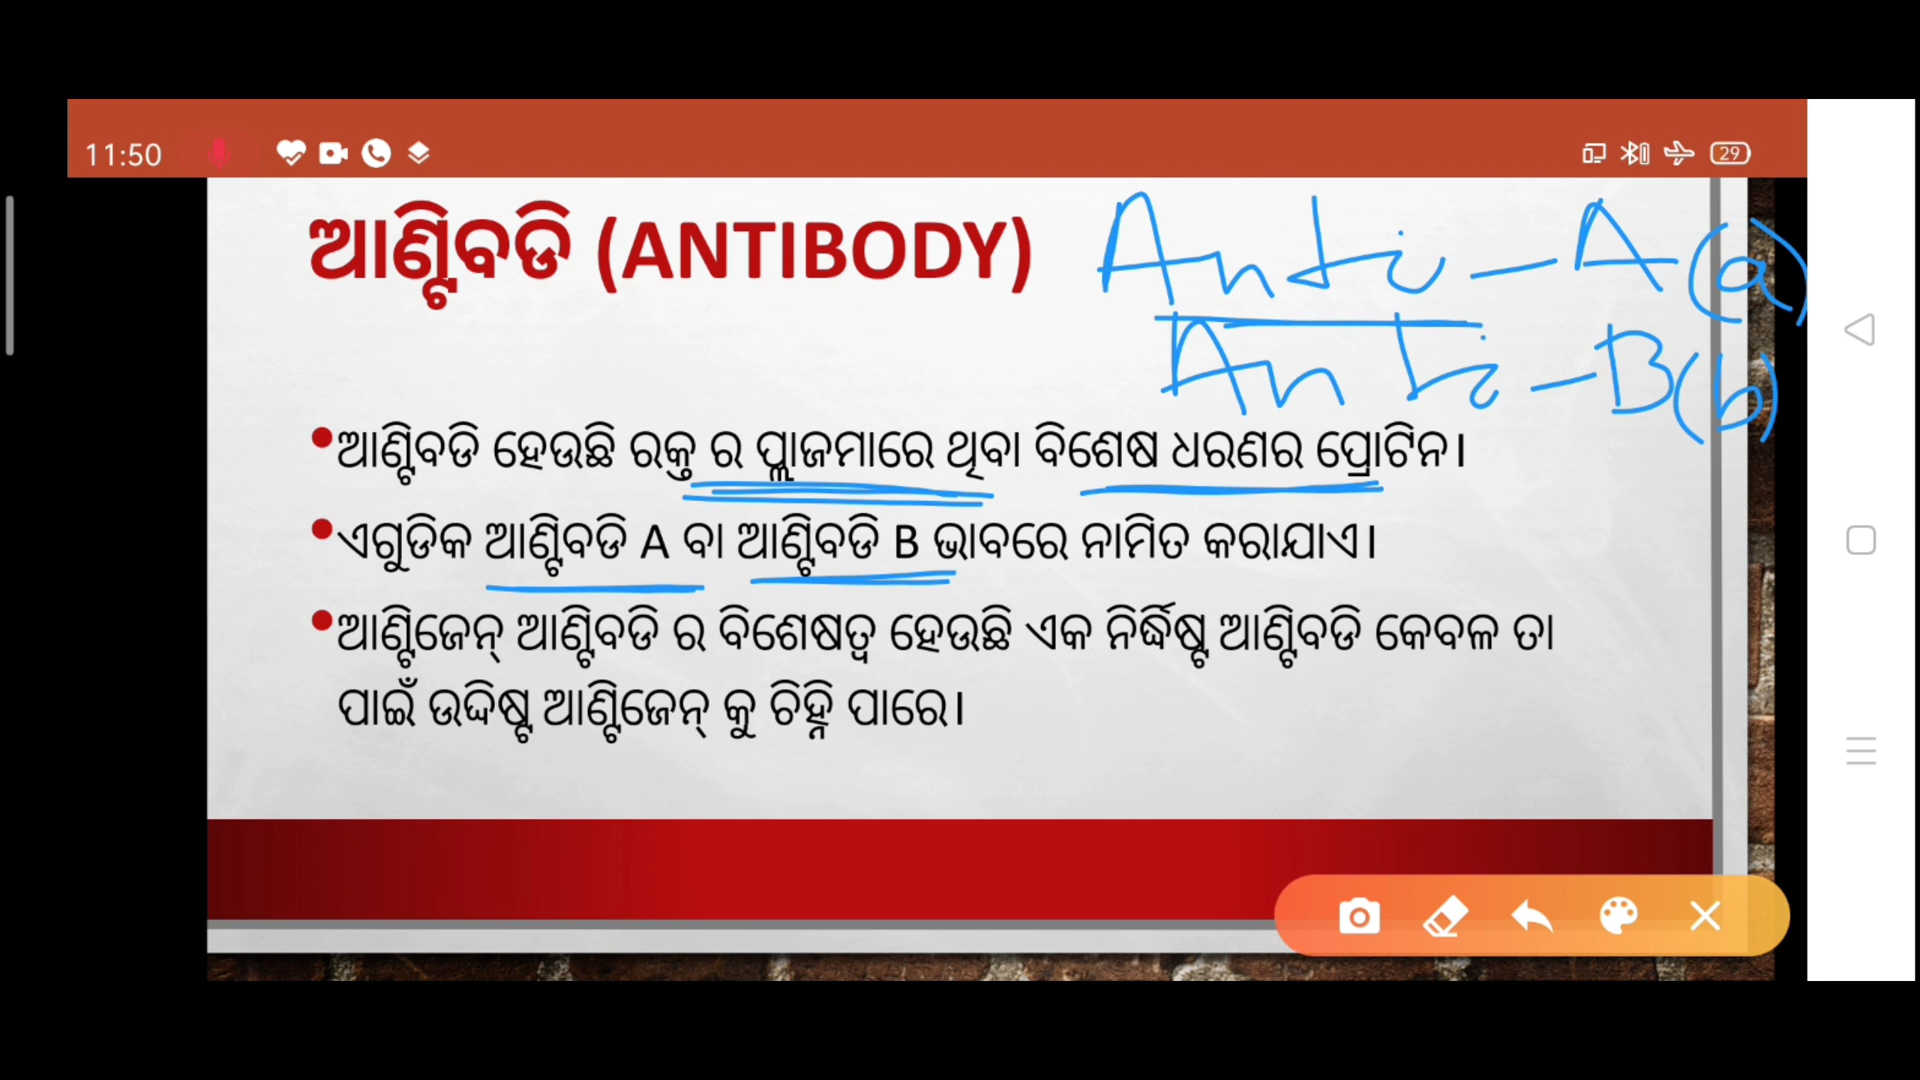 11:50
29
ଆଣ୍ଟିବଡି (ANTIBODY)
Anti - A (a)
Anti - B (b)
•ଆଣ୍ଟିବଡି ହେଉଛି ରକ୍ତ ର ପ୍ଲାଜମାରେ ଥିବା ବିଶେଷ ଧରଣର ପ୍ରୋଟିନ।
•ଏଗୁଡିକ ଆଣ୍ଟିବଡି A ବା ଆଣ୍ଟିବଡି B ଭାବରେ ନାମିତ କରାଯାଏ।
•ଆଣ୍ଟିଜେନ୍ ଆଣ୍ଟିବଡି ର ବିଶେଷତ୍ୱ ହେଉଛି ଏକ ନିର୍ଦ୍ଧିଷ୍ଟ ଆଣ୍ଟିବଡି କେବଳ ତା
ପାଇଁ ଉଦ୍ଦିଷ୍ଟ ଆଣ୍ଟିଜେନ୍ କୁ ଚିହ୍ନି ପାରେ।